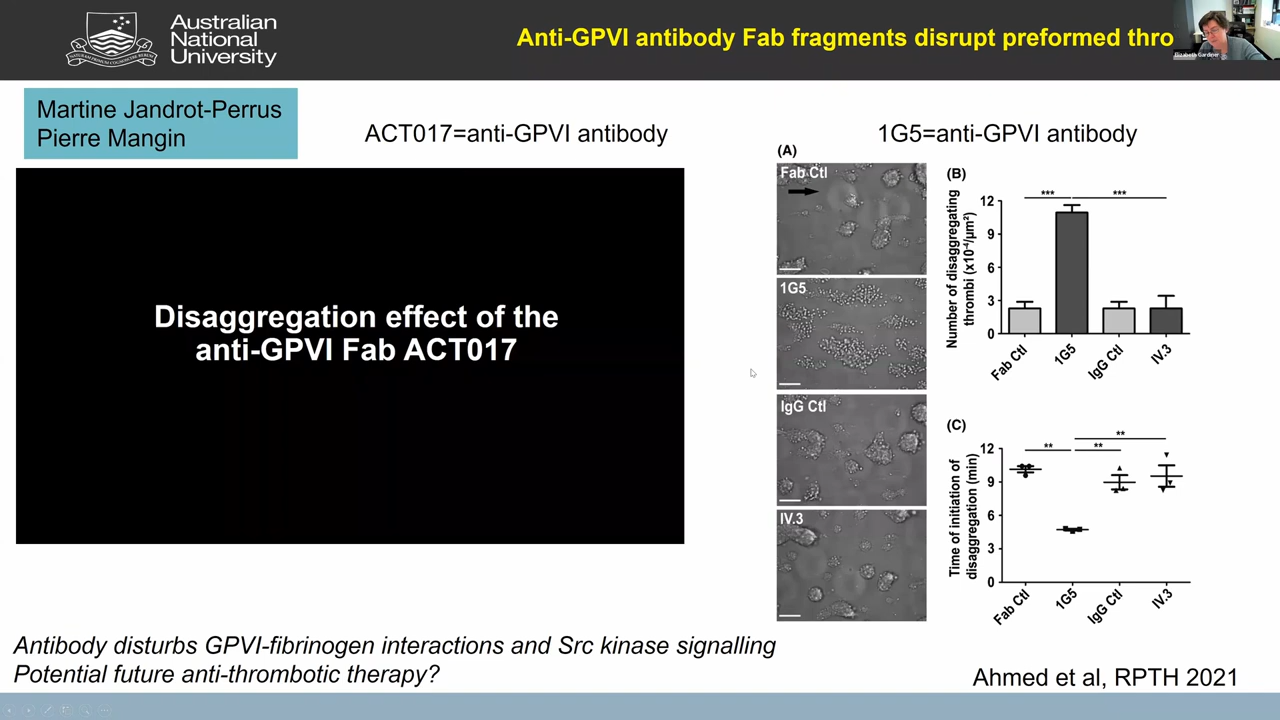 Australian
National
University
Anti-GPVI antibody Fab fragments disrupt preformed thro
Elizabeth Gardiner
Martine Jandrot-Perrus
Pierre Mangin
ACT017=anti-GPVI antibody
1G5=anti-GPVI antibody
Disaggregation effect of the
anti-GPVI Fab ACT017
(A)
Fab Ctl
1G5
IgG Ctl
IV.3
(B)
Number of disaggregating
thrombi (x10⁻⁴/µm²)
12
9
6
3
0
*** ***
Fab Ctl 1G5 IgG Ctl IV.3
(C)
Time of initiation of
disaggregation (min)
12
9
6
3
0
**
** **
Fab Ctl 1G5 IgG Ctl IV.3
Antibody disturbs GPVI-fibrinogen interactions and Src kinase signalling
Potential future anti-thrombotic therapy?
Ahmed et al, RPTH 2021